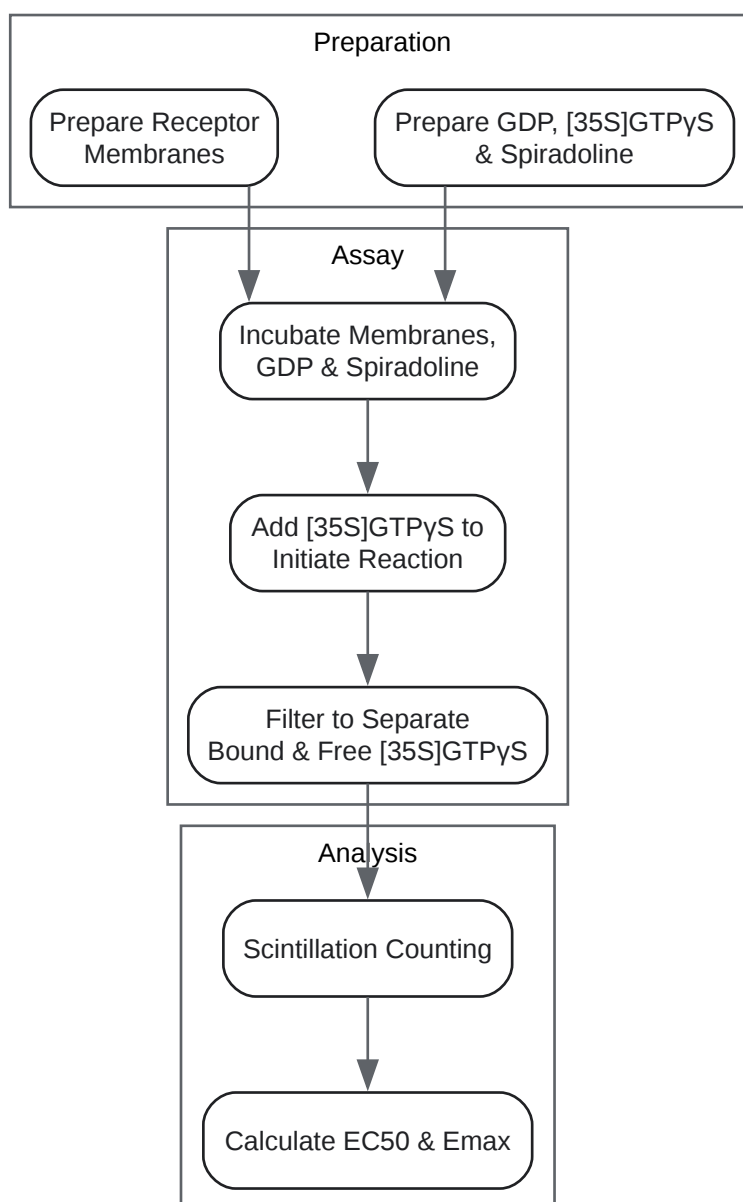 Preparation
Prepare Receptor
Membranes
Prepare GDP, [35S]GTPγS
& Spiradoline
Assay
Incubate Membranes,
GDP & Spiradoline
Add [35S]GTPγS to
Initiate Reaction
Filter to Separate
Bound & Free [35S]GTPγS
Analysis
Scintillation Counting
Calculate EC50 & Emax